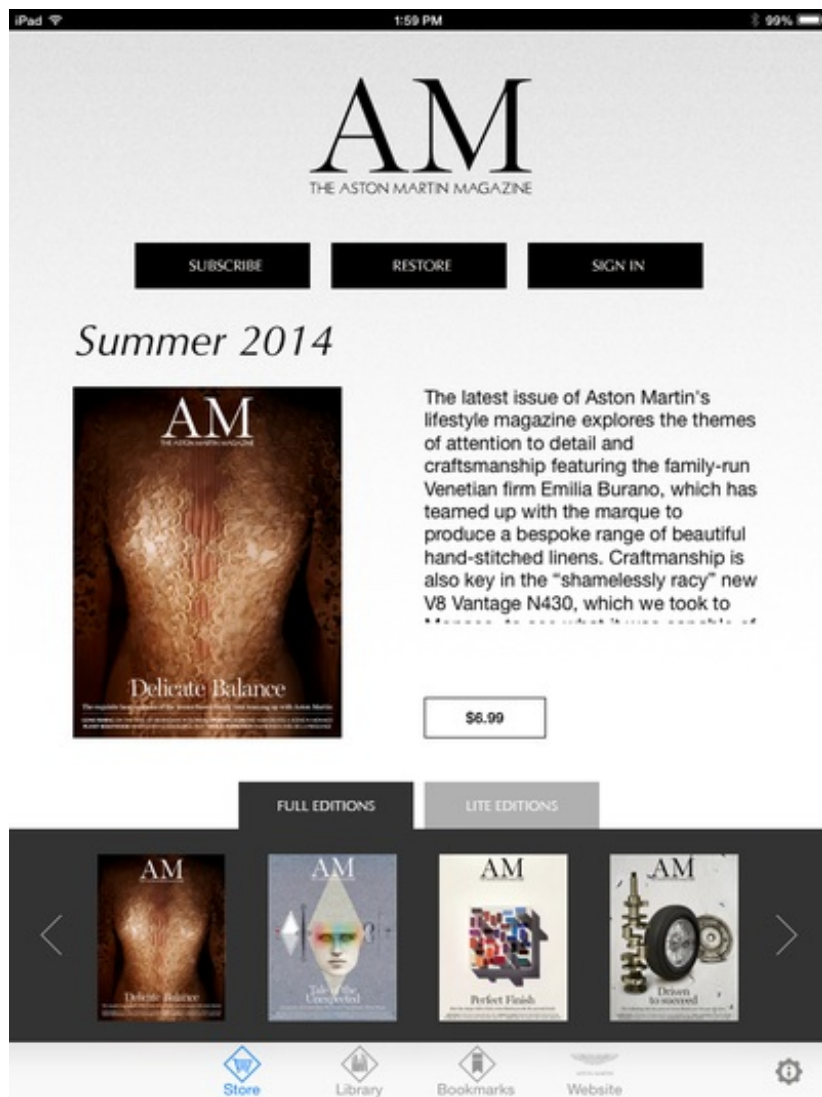 iPad
1:59 PM
99%
AM
THE ASTON MARTIN MAGAZINE
SUBSCRIBE
RESTORE
SIGN IN
Summer 2014
AM
THE ASTON MARTIN MAGAZINE
Delicate Balance
The latest issue of Aston Martin's
lifestyle magazine explores the themes
of attention to detail and
craftsmanship featuring the family-run
Venetian firm Emilia Burano, which has
teamed up with the marque to
produce a bespoke range of beautiful
hand-stitched linens. Craftmanship is
also key in the “shamelessly racy” new
V8 Vantage N430, which we took to
$6.99
FULL EDITIONS
LITE EDITIONS
AM
Delicate Balance
AM
Tale of the
Unexpected
AM
Perfect Finish
AM
Driven
to succeed
Store
Library
Bookmarks
ASTON MARTIN
Website